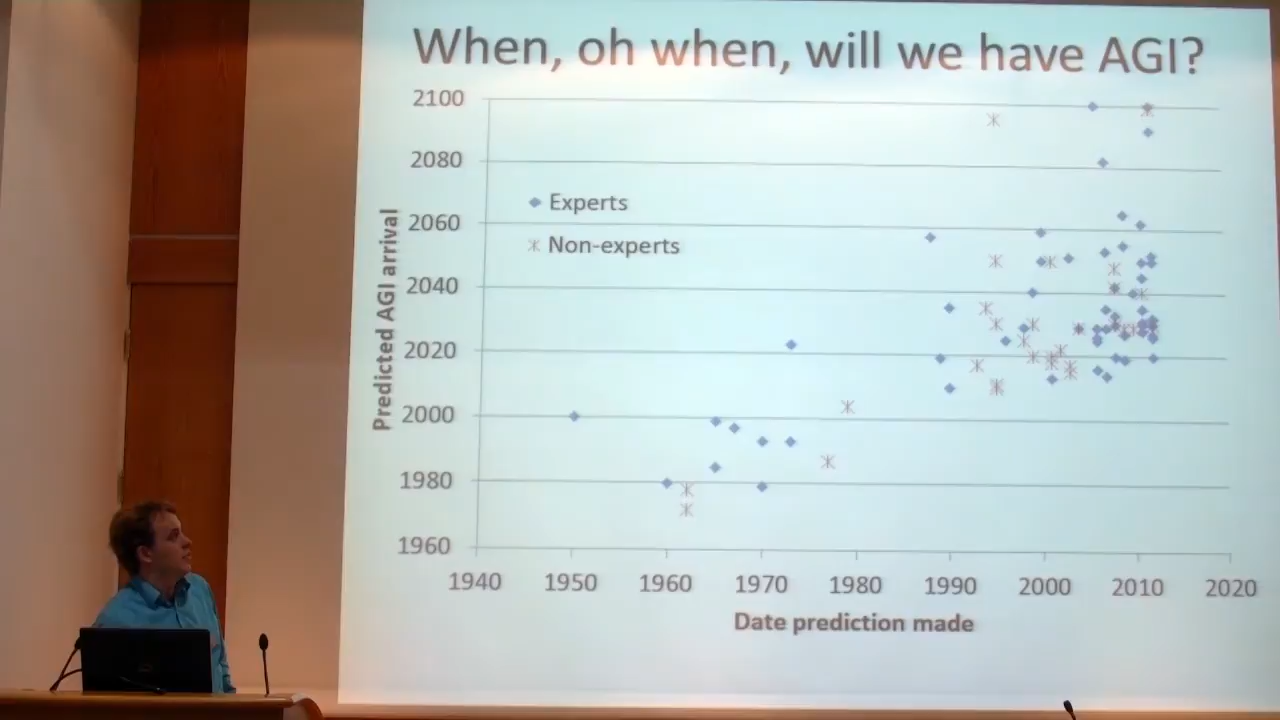 When, oh when, will we have AGI?
2100
2080
2060
2040
2020
2000
1980
1960
Predicted AGI arrival
Experts
Non-experts
1940 1950 1960 1970 1980 1990 2000 2010 2020
Date prediction made